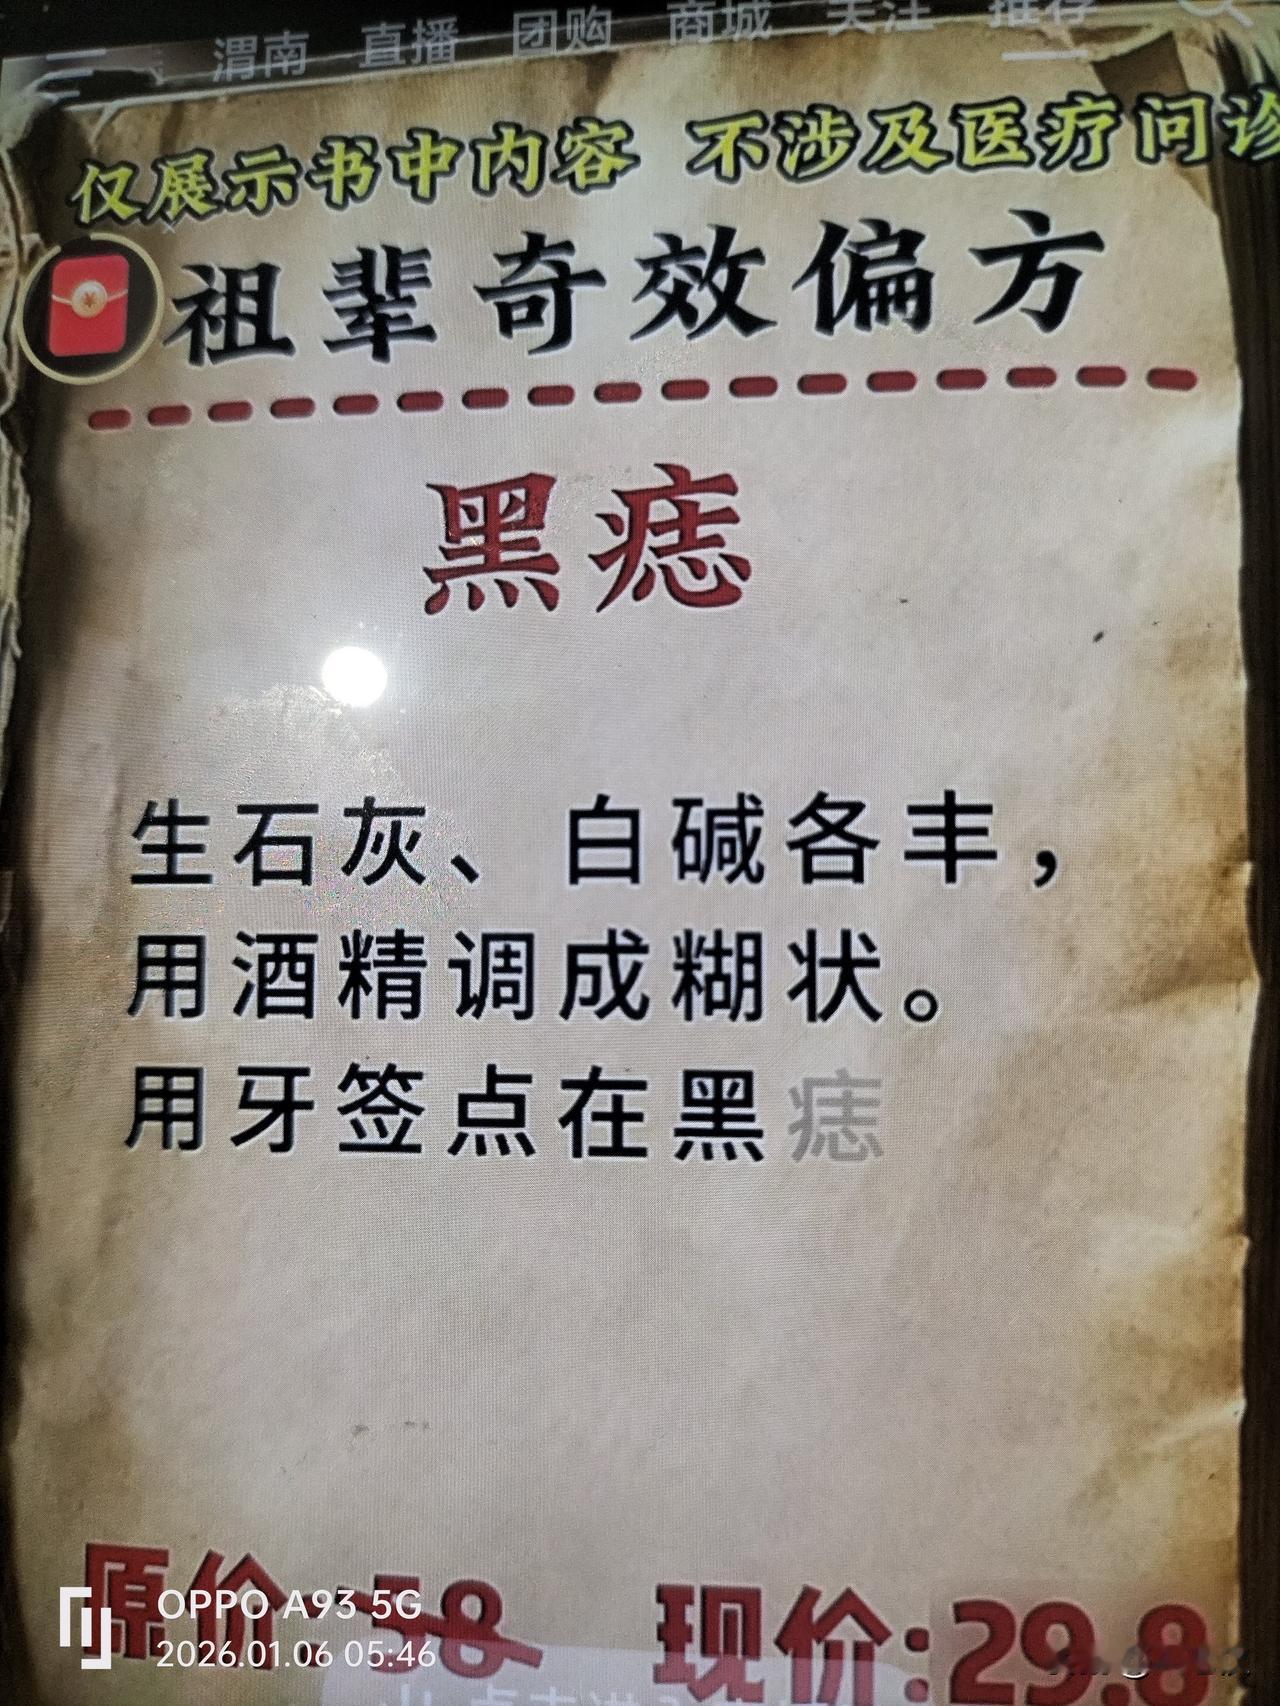 渭南 直播 团购 商城 关注 推荐
仅展示书中内容 不涉及医疗问诊
祖辈奇效偏方
黑痣
生石灰、白碱各丰，
用酒精调成糊状。
用牙签点在黑痣
原价:58 现价:29.8
OPPO A93 5G
2026.01.06 05:46